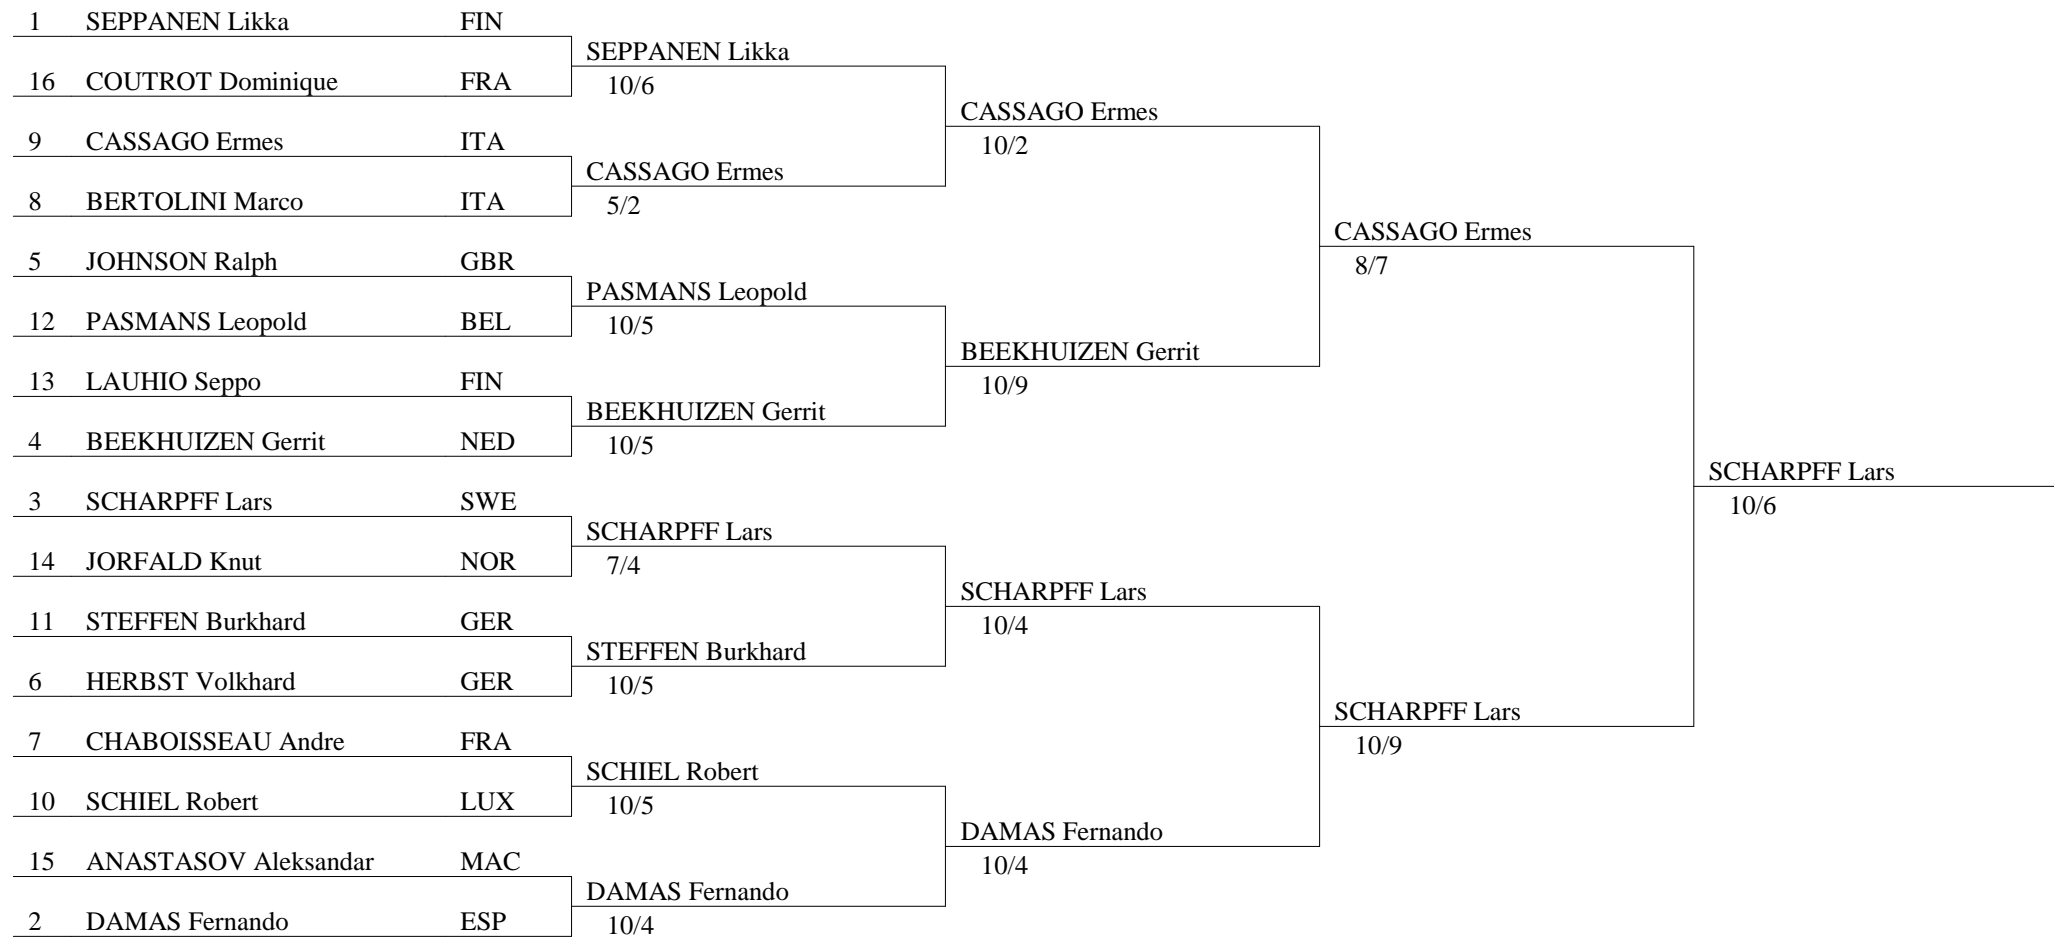 1 SEPPANEN Likka FIN
SEPPANEN Likka
16 COUTROT Dominique FRA
10/6
CASSAGO Ermes
9 CASSAGO Ermes ITA
10/2
CASSAGO Ermes
8 BERTOLINI Marco ITA
5/2
CASSAGO Ermes
5 JOHNSON Ralph GBR
8/7
PASMANS Leopold
12 PASMANS Leopold BEL
10/5
BEEKHUIZEN Gerrit
13 LAUHIO Seppo FIN
10/9
BEEKHUIZEN Gerrit
4 BEEKHUIZEN Gerrit NED
10/5
SCHARPFF Lars
3 SCHARPFF Lars SWE
10/6
SCHARPFF Lars
14 JORFALD Knut NOR
7/4
SCHARPFF Lars
11 STEFFEN Burkhard GER
10/4
STEFFEN Burkhard
6 HERBST Volkhard GER
10/5
SCHARPFF Lars
7 CHABOISSEAU Andre FRA
10/9
SCHIEL Robert
10 SCHIEL Robert LUX
10/5
DAMAS Fernando
15 ANASTASOV Aleksandar MAC
10/4
DAMAS Fernando
2 DAMAS Fernando ESP
10/4